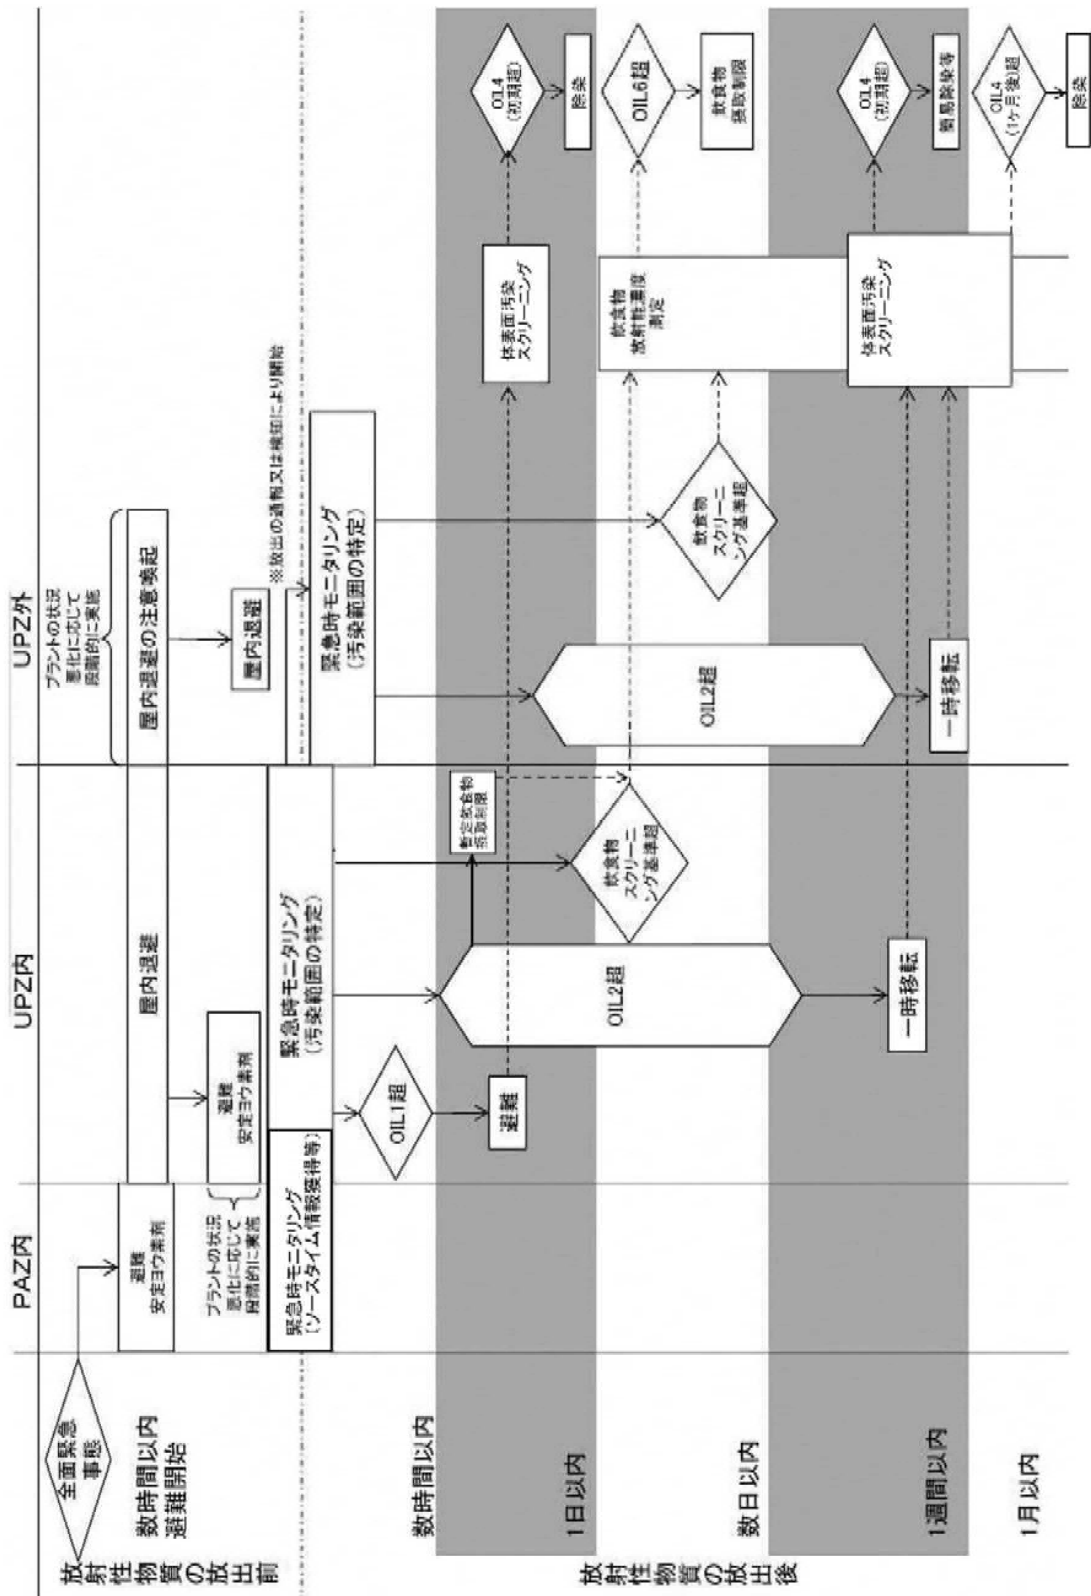 PAZ内
UPZ内
UPZ外
放射性物質の放出前
全面緊急
事態
数時間以内
避難開始
避難
安定ヨウ素剤
屋内退避
プラントの状況
悪化に応じて
段階的に実施
屋内退避の注意喚起
プラントの状況
悪化に応じて
段階的に実施
避難
安定ヨウ素剤
屋内退避
※放出の通報又は検知により開始
緊急時モニタリング
(ソースタイム情報獲得等)
緊急時モニタリング
(汚染範囲の特定)
緊急時モニタリング
(汚染範囲の特定)
放射性物質の放出後
数時間以内
OIL1超
1日以内
避難
暫定飲食物
摂取制限
体表面汚染
スクリーニング
OIL4
(初期超)
除染
数日以内
OIL2超
飲食物
スクリーニ
ング基準超
OIL2超
飲食物
スクリーニ
ング基準超
飲食物
放射能濃度
測定
OIL6超
飲食物
摂取制限
1週間以内
一時移転
一時移転
体表面汚染
スクリーニング
OIL4
(初期超)
簡易除染等
1月以内
OIL4
(1ヶ月後)超
除染